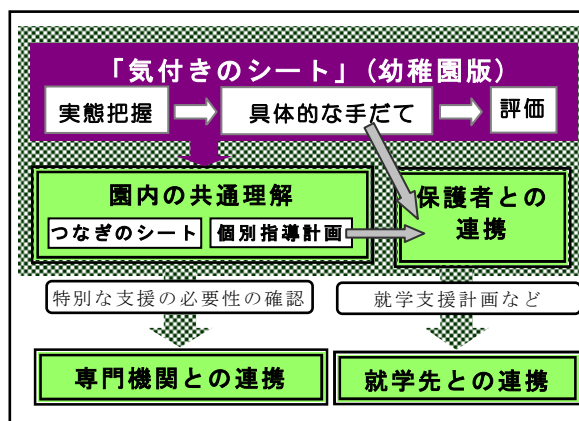 「気付きのシート」(幼稚園版)
実態把握
具体的な手だて
評価
園内の共通理解
つなぎのシート
個別指導計画
保護者との
連携
特別な支援の必要性の確認
就学支援計画など
専門機関との連携
就学先との連携